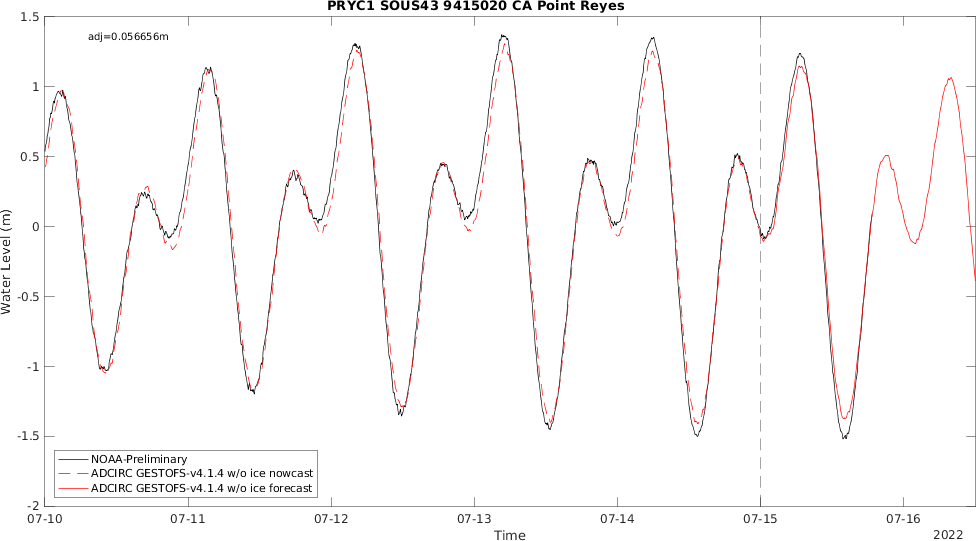 PRYC1 SOUS43 9415020 CA Point Reyes
adj=0.056656m
1.5
1
0.5
0
-0.5
-1
-1.5
-2
Water Level (m)
NOAA-Preliminary
ADCIRC GESTOFS-v4.1.4 w/o ice nowcast
ADCIRC GESTOFS-v4.1.4 w/o ice forecast
07-10 07-11 07-12 07-13 07-14 07-15 07-16
Time
2022